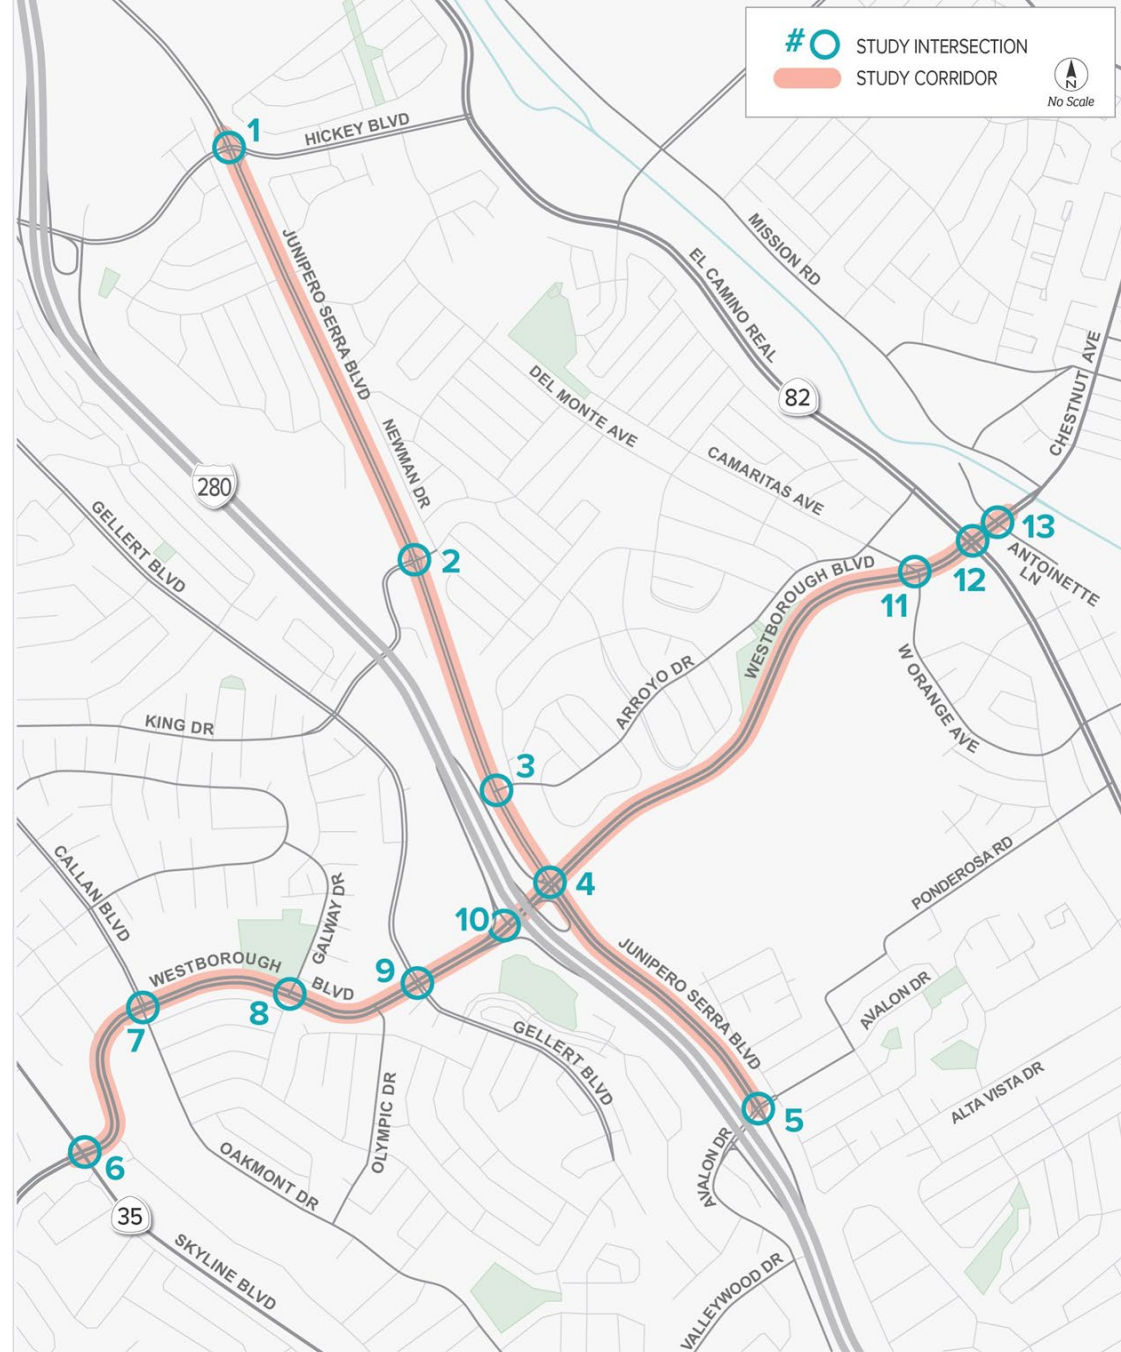 # STUDY INTERSECTION
STUDY CORRIDOR
N
No Scale
1
HICKEY BLVD
JUNIPERO SERRA BLVD
MISSION RD
EL CAMINO REAL
82
CHESTNUT AVE
DEL MONTE AVE
CAMARITAS AVE
NEWMAN DR
280
GELLERT BLVD
2
13
12
ANTOINETTE
LN
11
WESTBOROUGH BLVD
W ORANGE AVE
ARROYO DR
KING DR
3
4
PONDEROSA RD
CALLAN BLVD
GALWAY DR
10
WESTBOROUGH
BLVD
9
8
7
JUNIPERO SERRA BLVD
AVALON DR
GELLERT BLVD
OLYMPIC DR
ALTA VISTA DR
5
6
AVALON DR
OAKMONT DR
35
SKYLINE BLVD
VALLEYWOOD DR